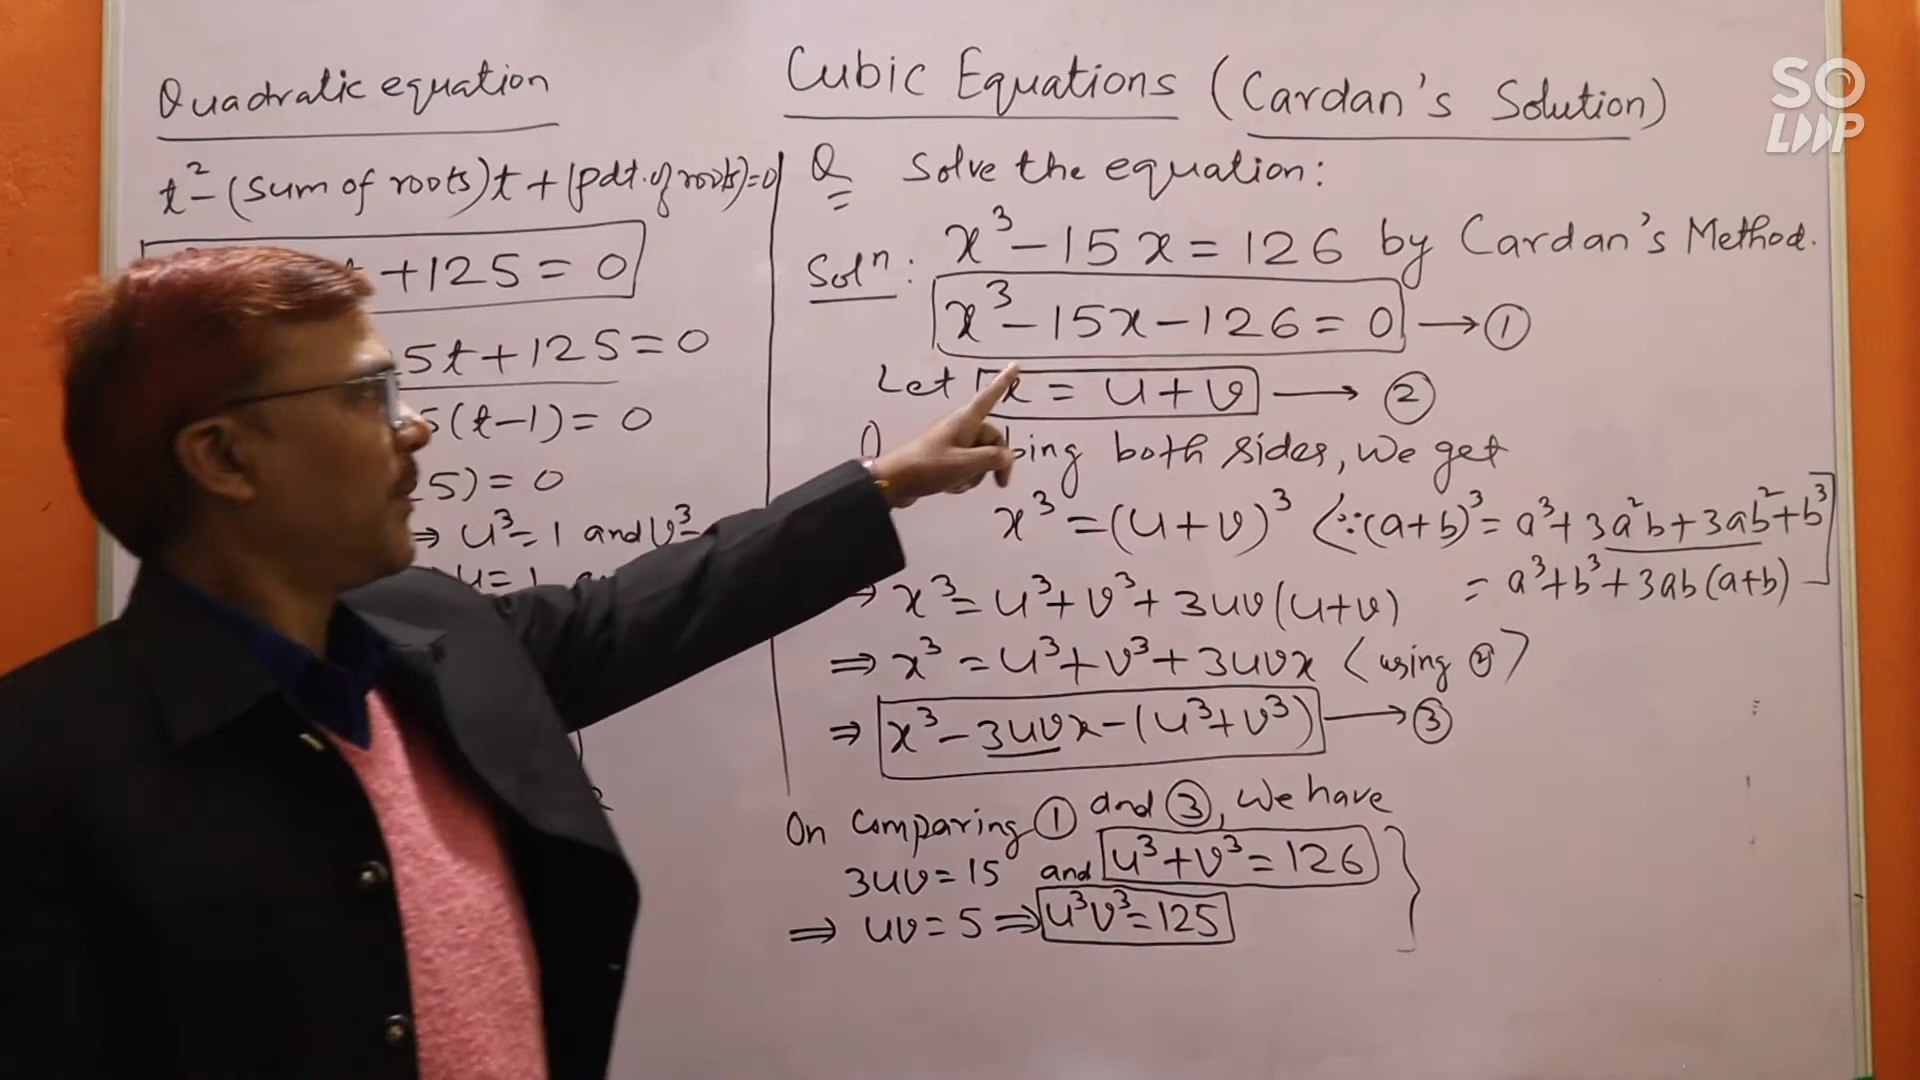 Quadratic equation
t² - (sum of roots)t + (pdt. of roots) = 0
+125 = 0
5t + 125 = 0
5(t-1) = 0
5) = 0
⇒ u³ = 1 and v³ =
u = 1
Cubic Equations (Cardan's Solution)
Q Solve the equation:
x³ - 15x = 126 by Cardan's Method.
Solⁿ:
x³ - 15x - 126 = 0 → ①
Let x = u + v → ②
both sides, we get
x³ = (u+v)³ ⟨∵ (a+b)³ = a³ + 3a²b + 3ab² + b³
= a³ + b³ + 3ab(a+b)
⇒ x³ = u³ + v³ + 3uv(u+v)
⇒ x³ = u³ + v³ + 3uvx ⟨using ②⟩
⇒ x³ - 3uvx - (u³ + v³) → ③
On comparing ① and ③, we have
3uv = 15 and u³ + v³ = 126
⇒ uv = 5 ⇒ u³v³ = 125
SO
LOOP